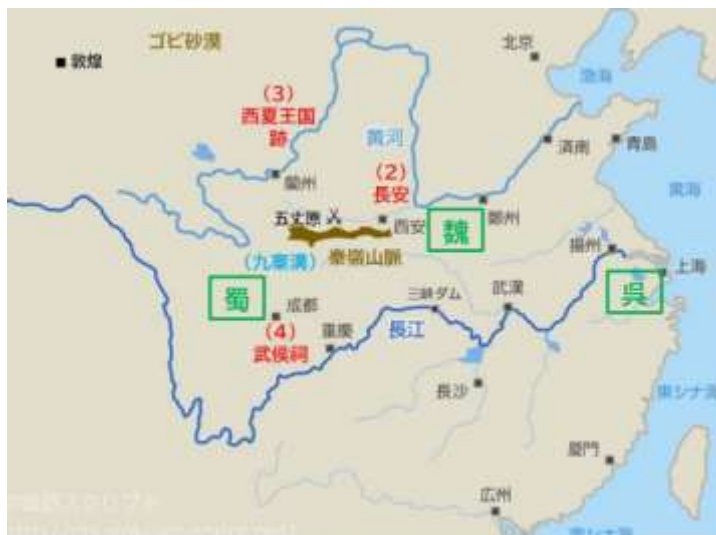 ゴビ砂漠
北京
敦煌
渤海
(3)
西夏王国
跡
黄河
済南
青島
(2)
長安
蘭州
黄海
五丈原
西安
魏
鄭州
揚州
(九寨溝)
秦嶺山脈
上海
蜀
呉
成都
三峡ダム
武漢
(4)
武侯祠
重慶
長江
長沙
東シナ海
厦門
広州